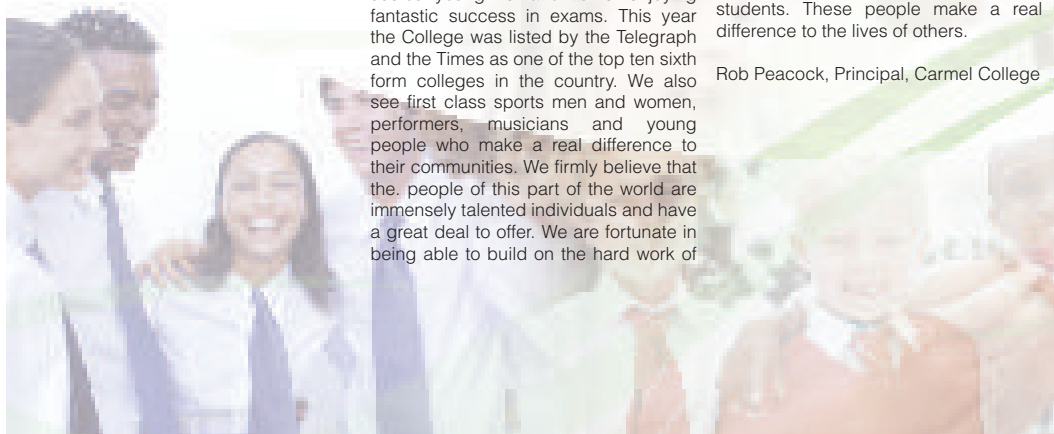 fantastic success in exams. This year
the College was listed by the Telegraph
and the Times as one of the top ten sixth
form colleges in the country. We also
see first class sports men and women,
performers, musicians and young
people who make a real difference to
their communities. We firmly believe that
the. people of this part of the world are
immensely talented individuals and have
a great deal to offer. We are fortunate in
being able to build on the hard work of
students. These people make a real
difference to the lives of others.
Rob Peacock, Principal, Carmel College